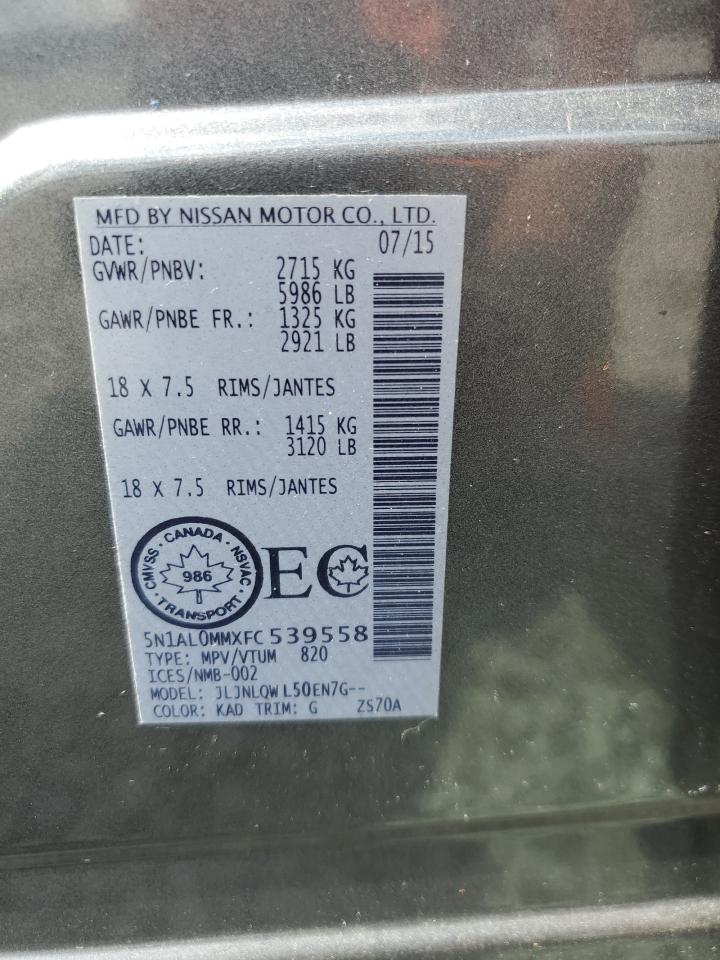 MFD BY NISSAN MOTOR CO., LTD.
DATE: 07/15
GVWR/PNBV: 2715 KG
5986 LB
GAWR/PNBE FR.: 1325 KG
2921 LB
18 X 7.5 RIMS/JANTES
GAWR/PNBE RR.: 1415 KG
3120 LB
18 X 7.5 RIMS/JANTES
CANADA · NSVAC · TRANSPORT · CMVSS ·
986
EC
5N1AL0MMXFC539558
TYPE: MPV/VTUM 820
ICES/NMB-002
MODEL: JLJNLQWL50EN7G--
COLOR: KAD TRIM: G ZS70A